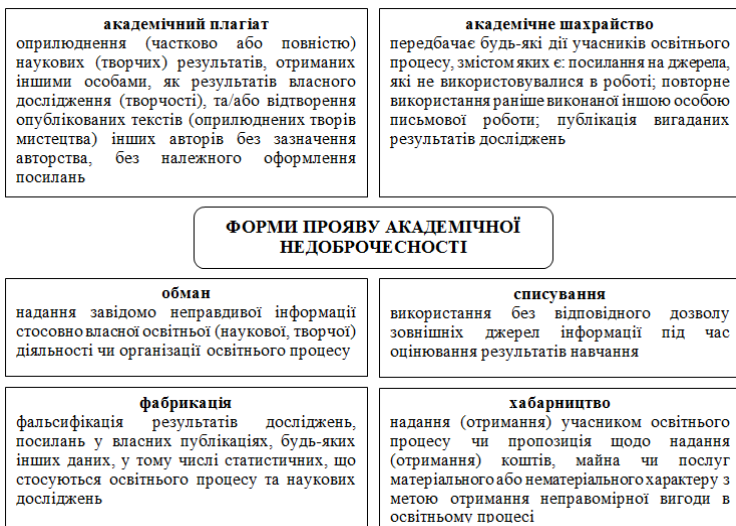 академічний плагіат
оприлюднення (частково або повністю)
наукових (творчих) результатів, отриманих
іншими особами, як результатів власного
дослідження (творчості), та/або відтворення
опублікованих текстів (оприлюднених творів
мистецтва) інших авторів без зазначення
авторства, без належного оформлення
посилань
академічне шахрайство
передбачає будь-які дії учасників освітнього
процесу, змістом яких є: посилання на джерела,
які не використовувалися в роботі; повторне
використання раніше виконаної іншою особою
письмової роботи; публікація вигаданих
результатів досліджень
ФОРМИ ПРОЯВУ АКАДЕМІЧНОЇ
НЕДОБРОЧЕСНОСТІ
обман
надання завідомо неправдивої інформації
стосовно власної освітньої (наукової, творчої)
діяльності чи організації освітнього процесу
списування
використання без відповідного дозволу
зовнішніх джерел інформації під час
оцінювання результатів навчання
фабрикація
фальсифікація результатів досліджень,
посилань у власних публікаціях, будь-яких
інших даних, у тому числі статистичних, що
стосуються освітнього процесу та наукових
досліджень
хабарництво
надання (отримання) учасником освітнього
процесу чи пропозиція щодо надання
(отримання) коштів, майна чи послуг
матеріального або нематеріального характеру з
метою отримання неправомірної вигоди в
освітньому процесі